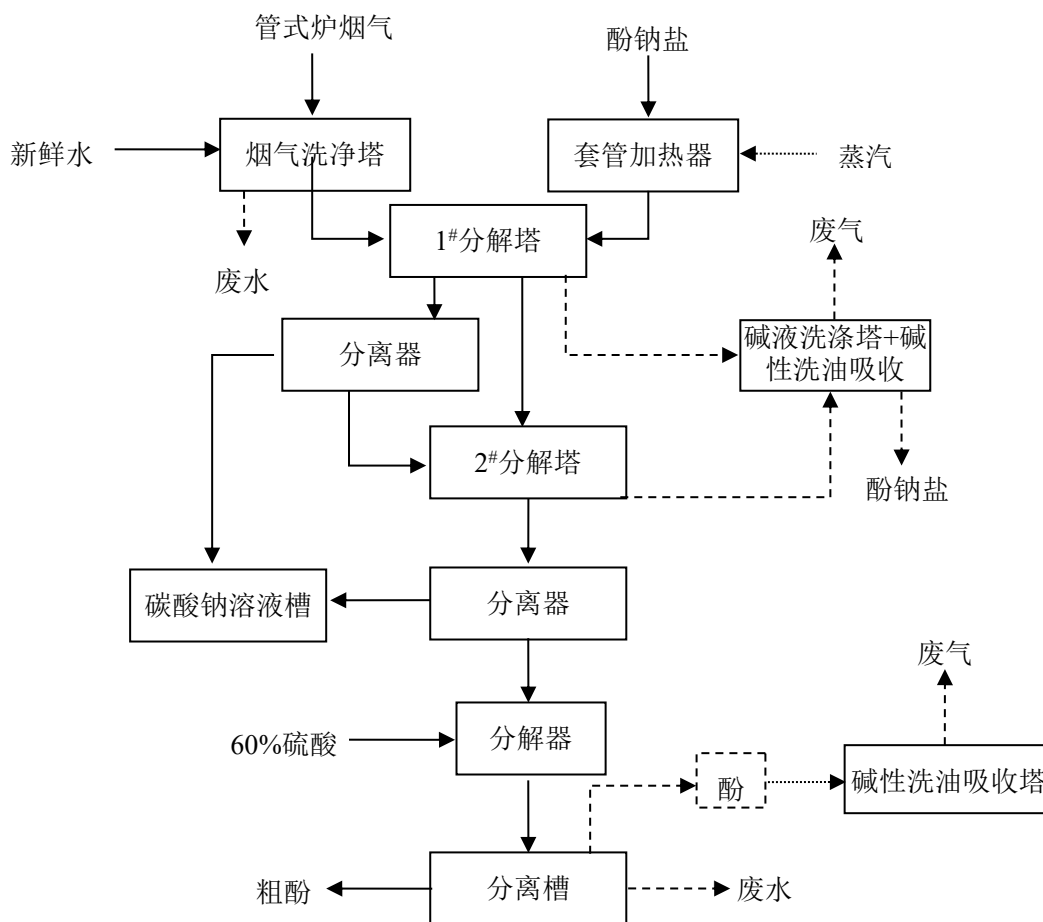 管式炉烟气
酚钠盐
新鲜水
烟气洗净塔
套管加热器
蒸汽
1#分解塔
废气
废水
分离器
碱液洗涤塔+碱
性洗油吸收
2#分解塔
酚钠盐
碳酸钠溶液槽
分离器
废气
60%硫酸
分解器
酚
碱性洗油吸收塔
粗酚
分离槽
废水